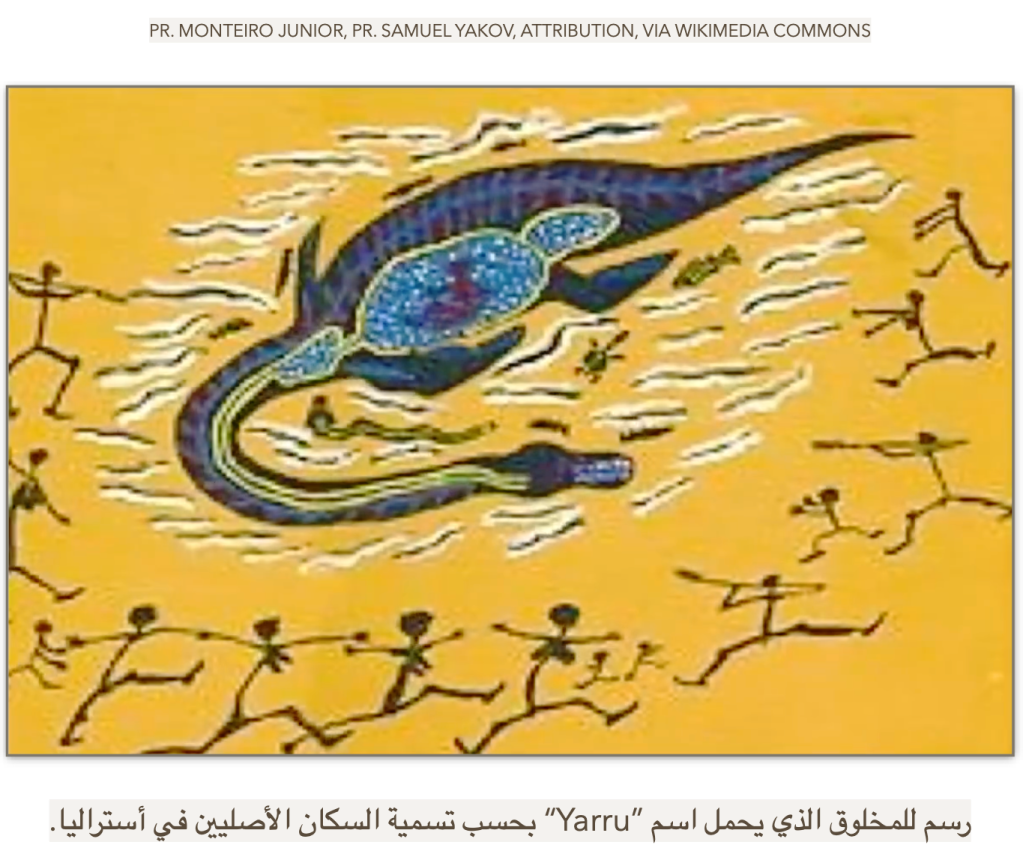 PR. MONTEIRO JUNIOR, PR. SAMUEL YAKOV, ATTRIBUTION, VIA WIKIMEDIA COMMONS
رسم للمخلوق الذي يحمل اسم “Yarru” بحسب تسمية السكان الأصليين في أستراليا.